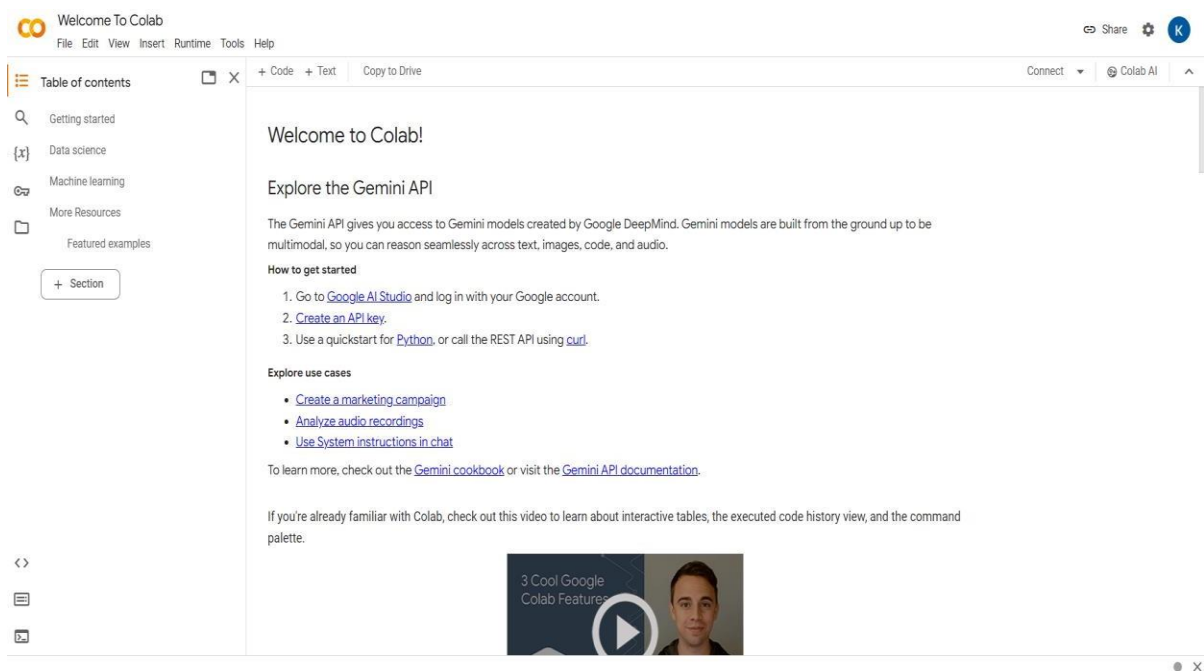 Welcome To Colab
File Edit View Insert Runtime Tools Help
Share
K
Table of contents
+ Code + Text Copy to Drive
Connect
Colab AI
Getting started
Data science
Machine learning
More Resources
Featured examples
+ Section
Welcome to Colab!
Explore the Gemini API
The Gemini API gives you access to Gemini models created by Google DeepMind. Gemini models are built from the ground up to be
multimodal, so you can reason seamlessly across text, images, code, and audio.
How to get started
1. Go to Google AI Studio and log in with your Google account.
2. Create an API key.
3. Use a quickstart for Python, or call the REST API using curl.
Explore use cases
• Create a marketing campaign
• Analyze audio recordings
• Use System instructions in chat
To learn more, check out the Gemini cookbook or visit the Gemini API documentation.
If you're already familiar with Colab, check out this video to learn about interactive tables, the executed code history view, and the command
palette.
3 Cool Google
Colab Features